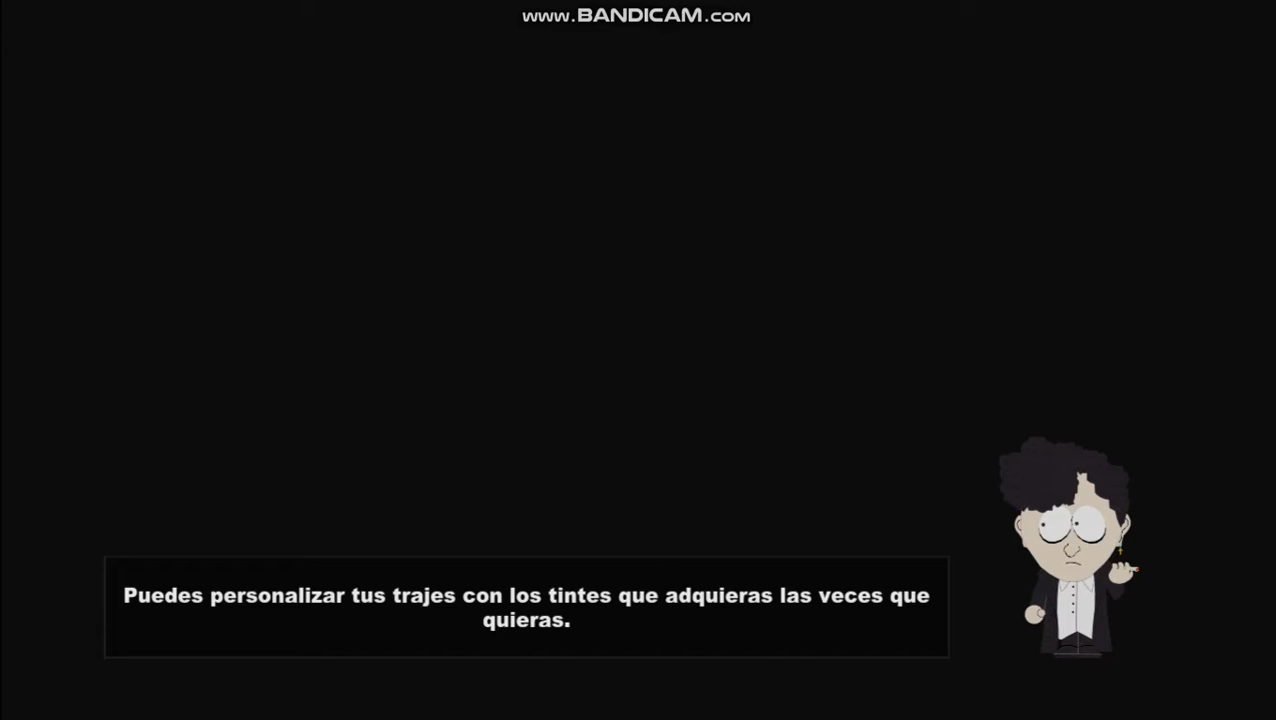 www.BANDICAM.COM
Puedes personalizar tus trajes con los tintes que adquieras las veces que
quieras.